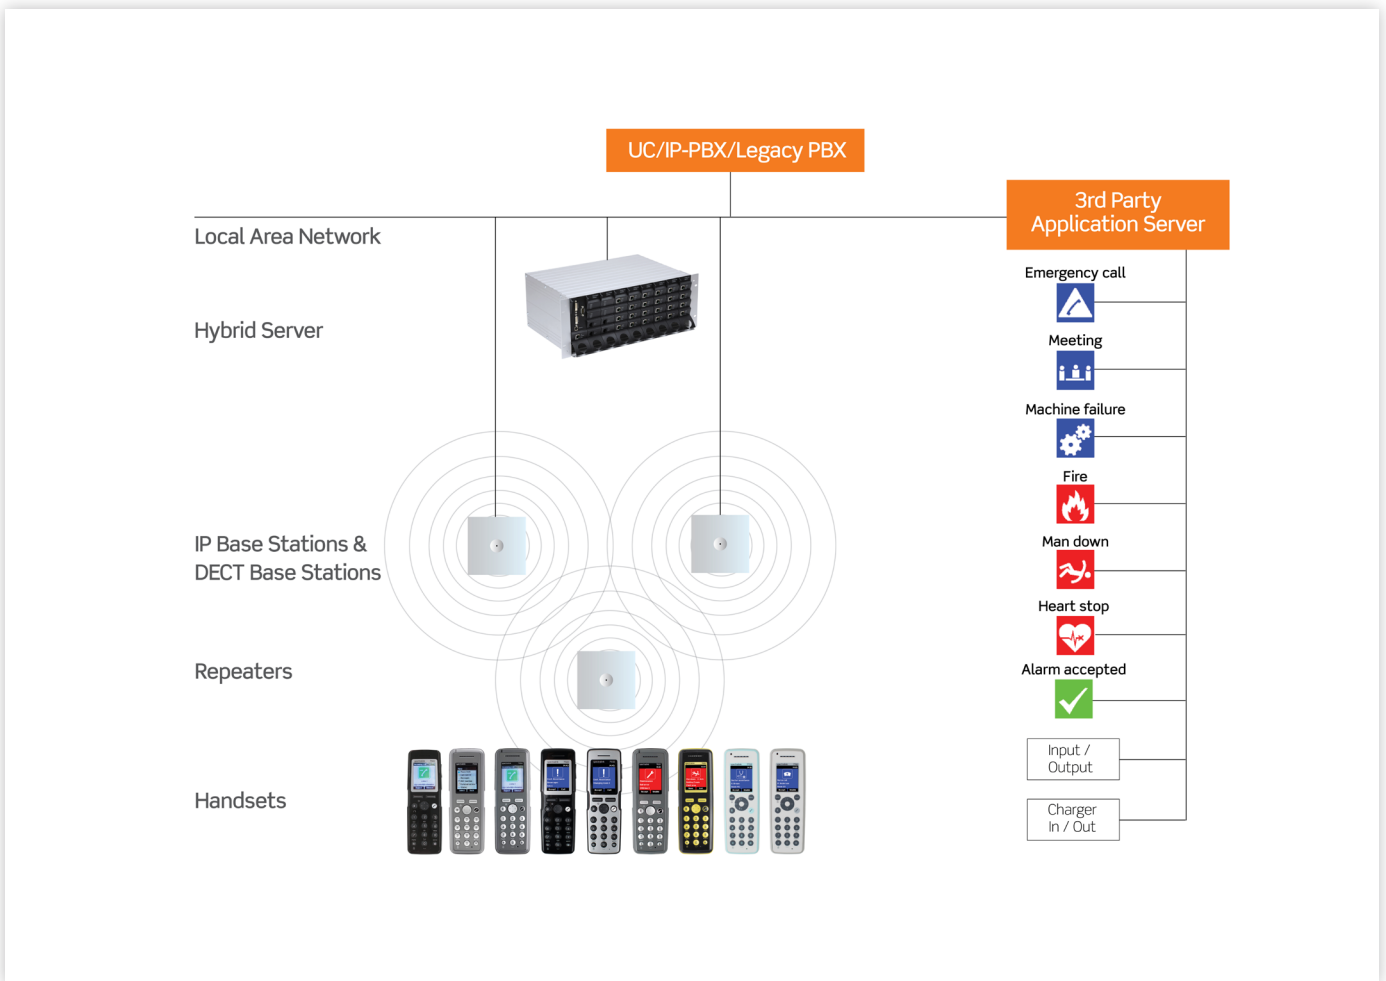 UC/IP-PBX/Legacy PBX
3rd Party
Application Server
Local Area Network
Hybrid Server
IP Base Stations &
DECT Base Stations
Repeaters
Handsets
Emergency call
Meeting
Machine failure
Fire
Man down
Heart stop
Alarm accepted
Input /
Output
Charger
In / Out